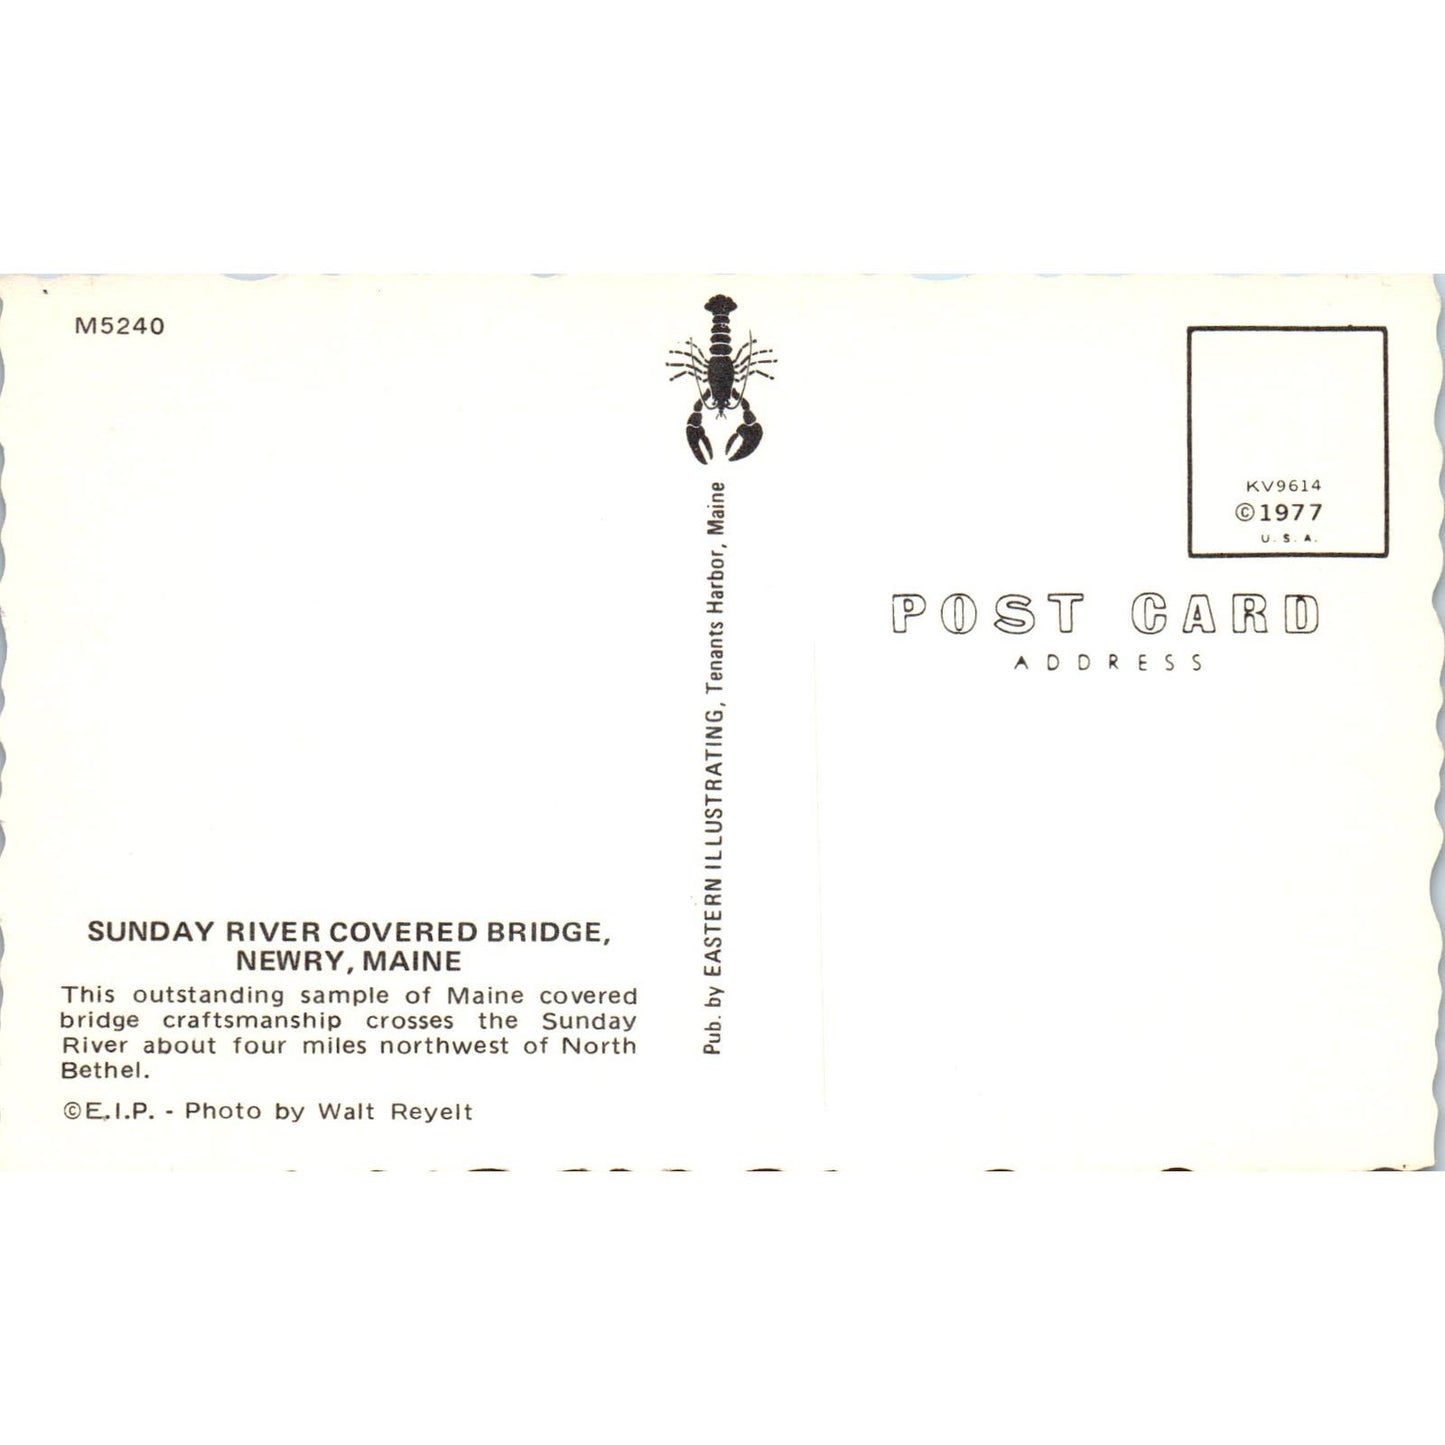 M5240
SUNDAY RIVER COVERED BRIDGE,
NEWRY, MAINE
This outstanding sample of Maine covered
bridge craftsmanship crosses the Sunday
River about four miles northwest of North
Bethel.
©E.I.P. - Photo by Walt Reyelt
Pub. by EASTERN ILLUSTRATING, Tenants Harbor, Maine
KV9614
©1977
U. S. A.
POST CARD
ADDRESS